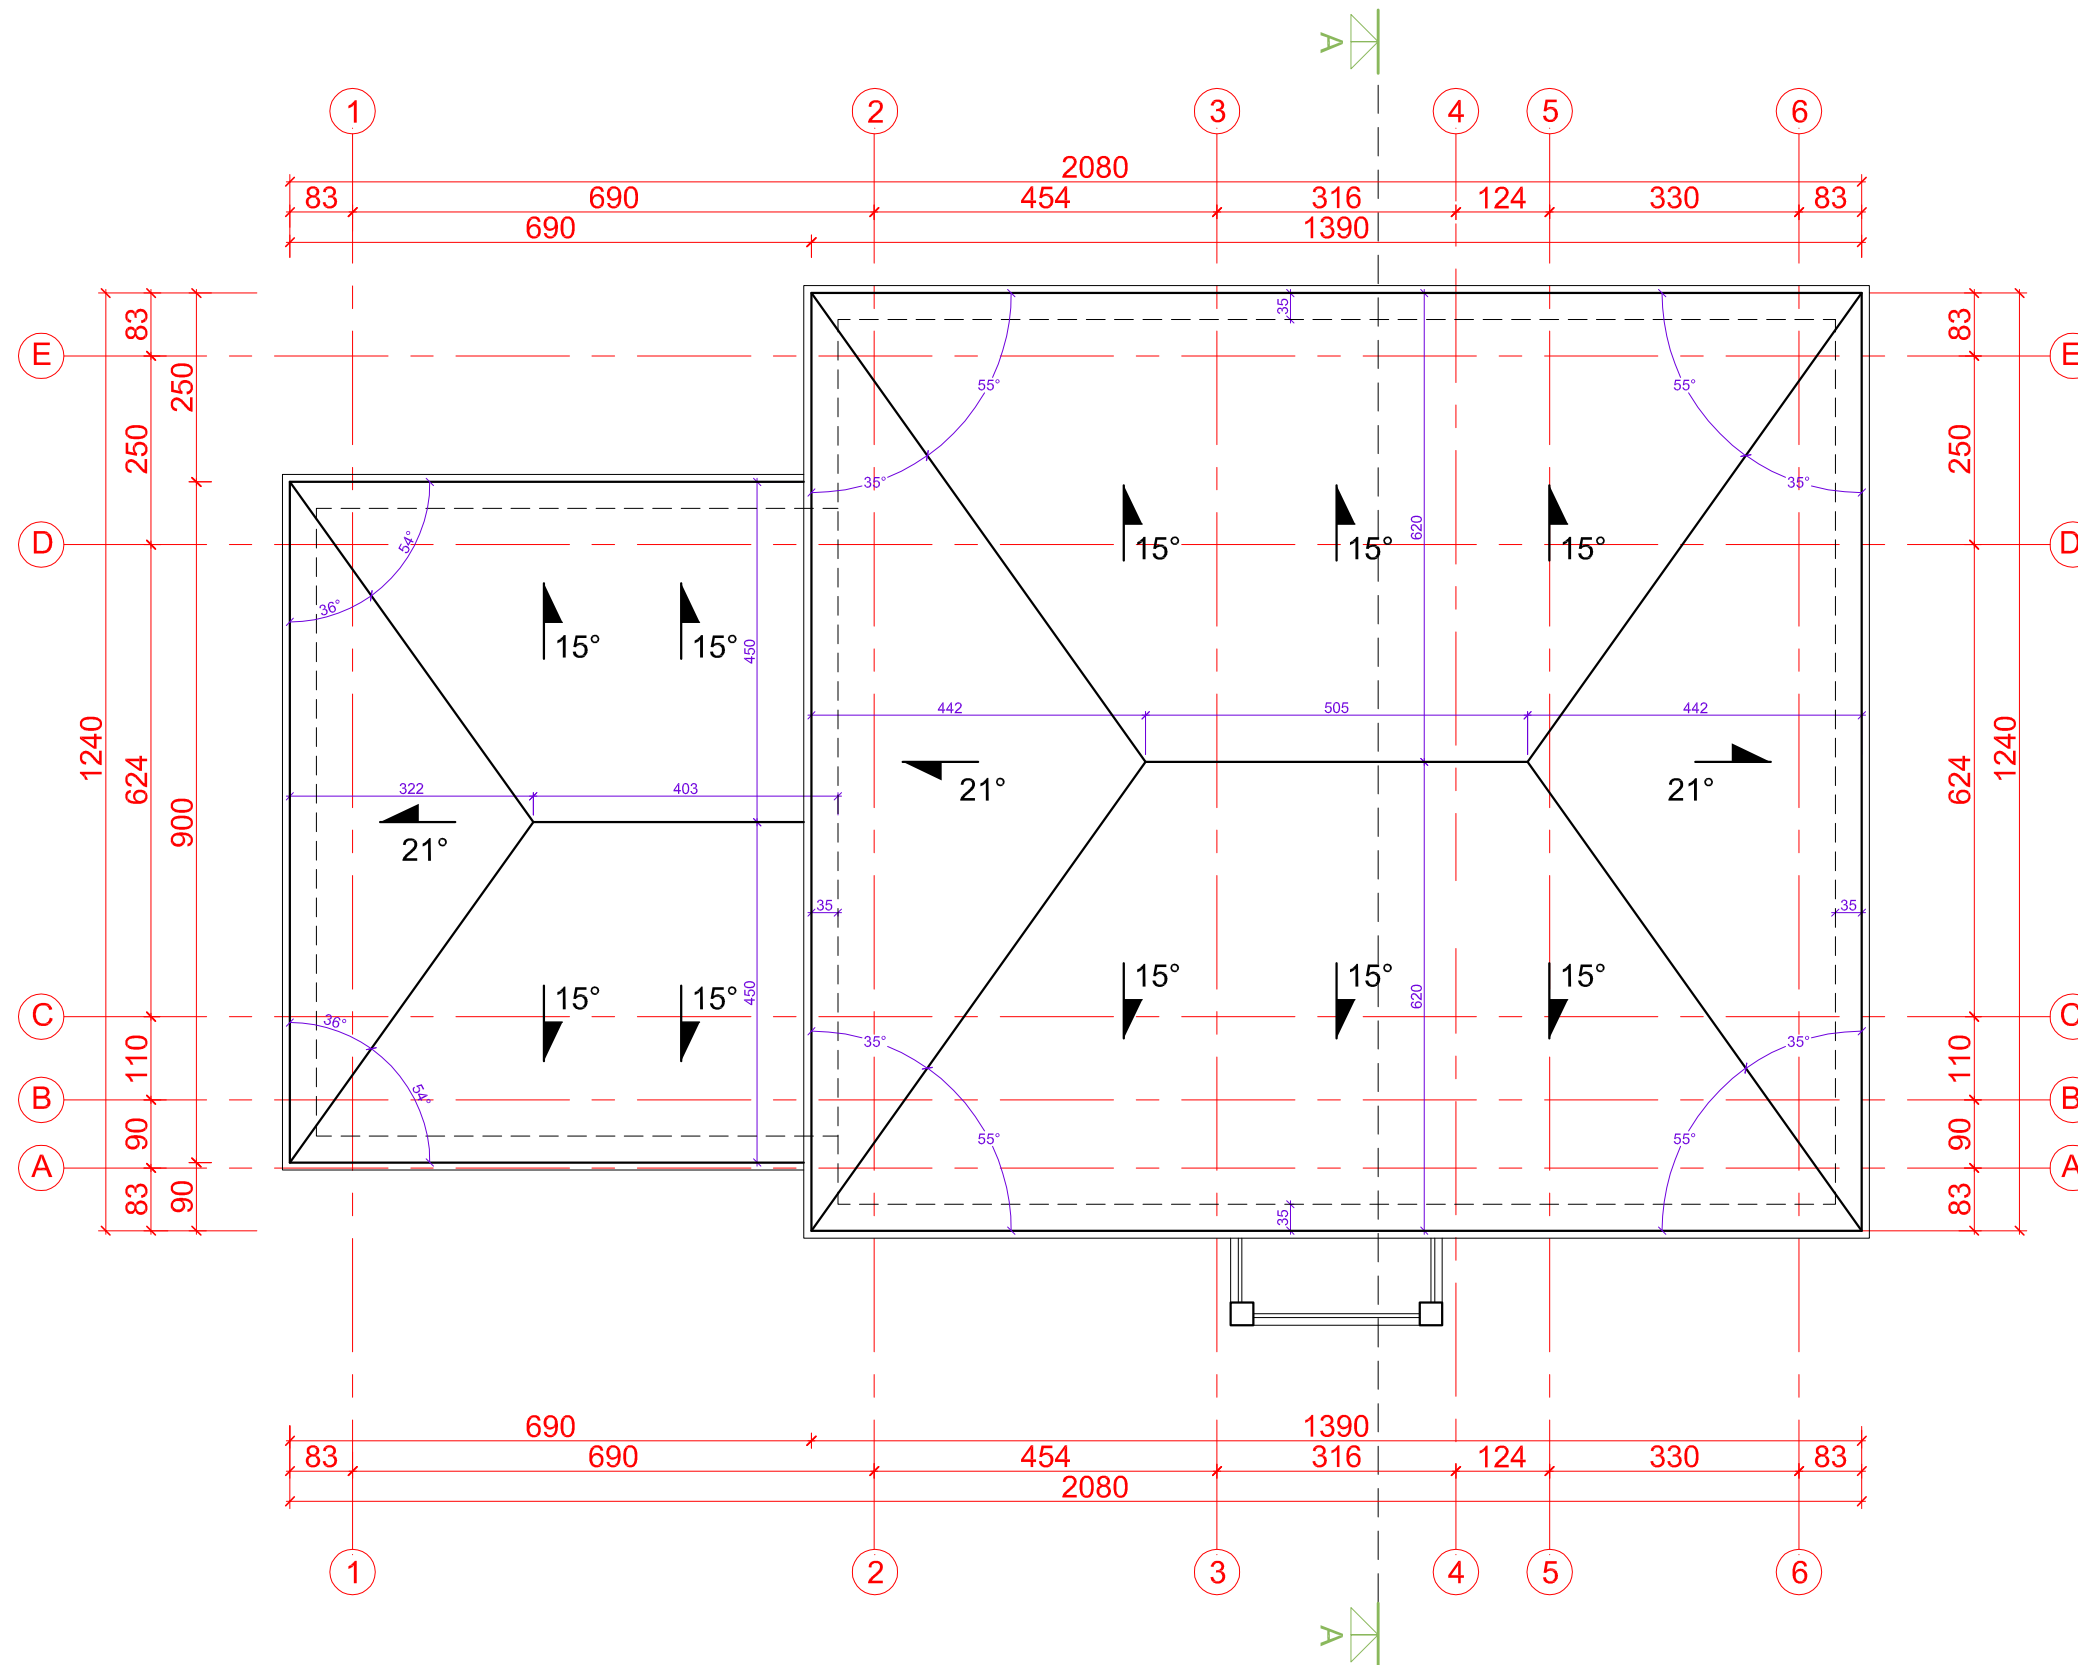 A
1 2 3 4 5 6
2080
83 690 454 316 124 330 83
690 1390
35
83 83
E E
250
55° 55°
250 250
35° 35°
620
D 15° 15° 15° D
54°
36°
15° 15° 450
442 505 442
1240 624 624 1240
322 403
21° 21° 21°
900
35 35
15° 15° 450 15° 15° 15°
620
C C
36° 35° 35°
110 110
54°
B B
90 55° 55° 90
A A
83 90 35 83
690 1390
83 690 454 316 124 330 83
2080
1 2 3 4 5 6
A